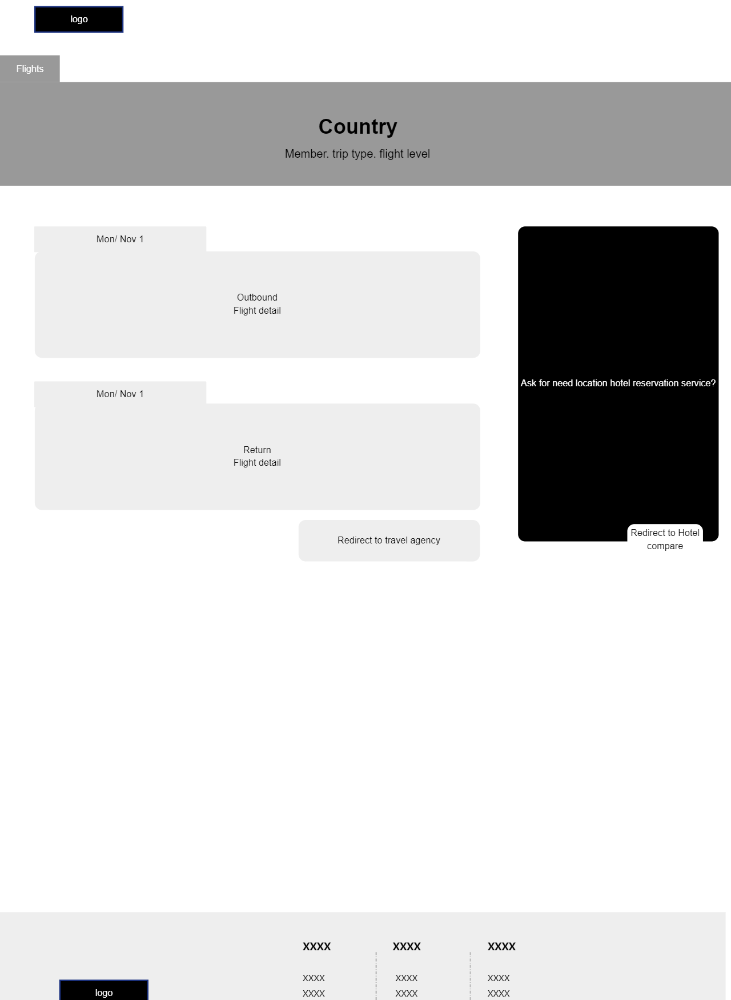 logo
Flights
Country
Member. trip type. flight level
Mon/ Nov 1
Outbound
Flight detail
Mon/ Nov 1
Return
Flight detail
Redirect to travel agency
Ask for need location hotel reservation service?
Redirect to Hotel
compare
XXXX XXXX XXXX
XXXX XXXX XXXX
logo
XXXX XXXX XXXX